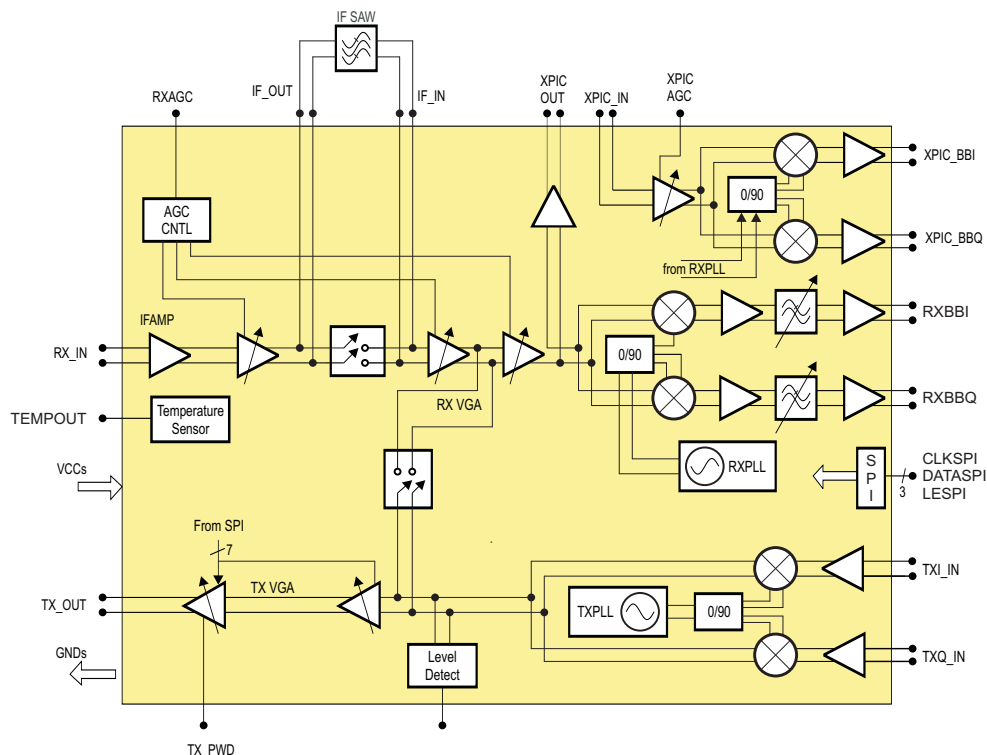 IF SAW
IF_OUT
IF_IN
RXAGC
XPIC
OUT
XPIC_IN
XPIC
AGC
XPIC_BBI
AGC
CNTL
0/90
XPIC_BBQ
from RXPLL
IFAMP
RX_IN
RXBBI
0/90
RX VGA
RXBBQ
TEMPOUT
Temperature
Sensor
RXPLL
VCCs
S
P
I
3
CLKSPI
DATASPI
LESPI
From SPI
7
TX VGA
TX_OUT
TXI_IN
TXPLL
0/90
GNDs
Level
Detect
TXQ_IN
TX_PWD